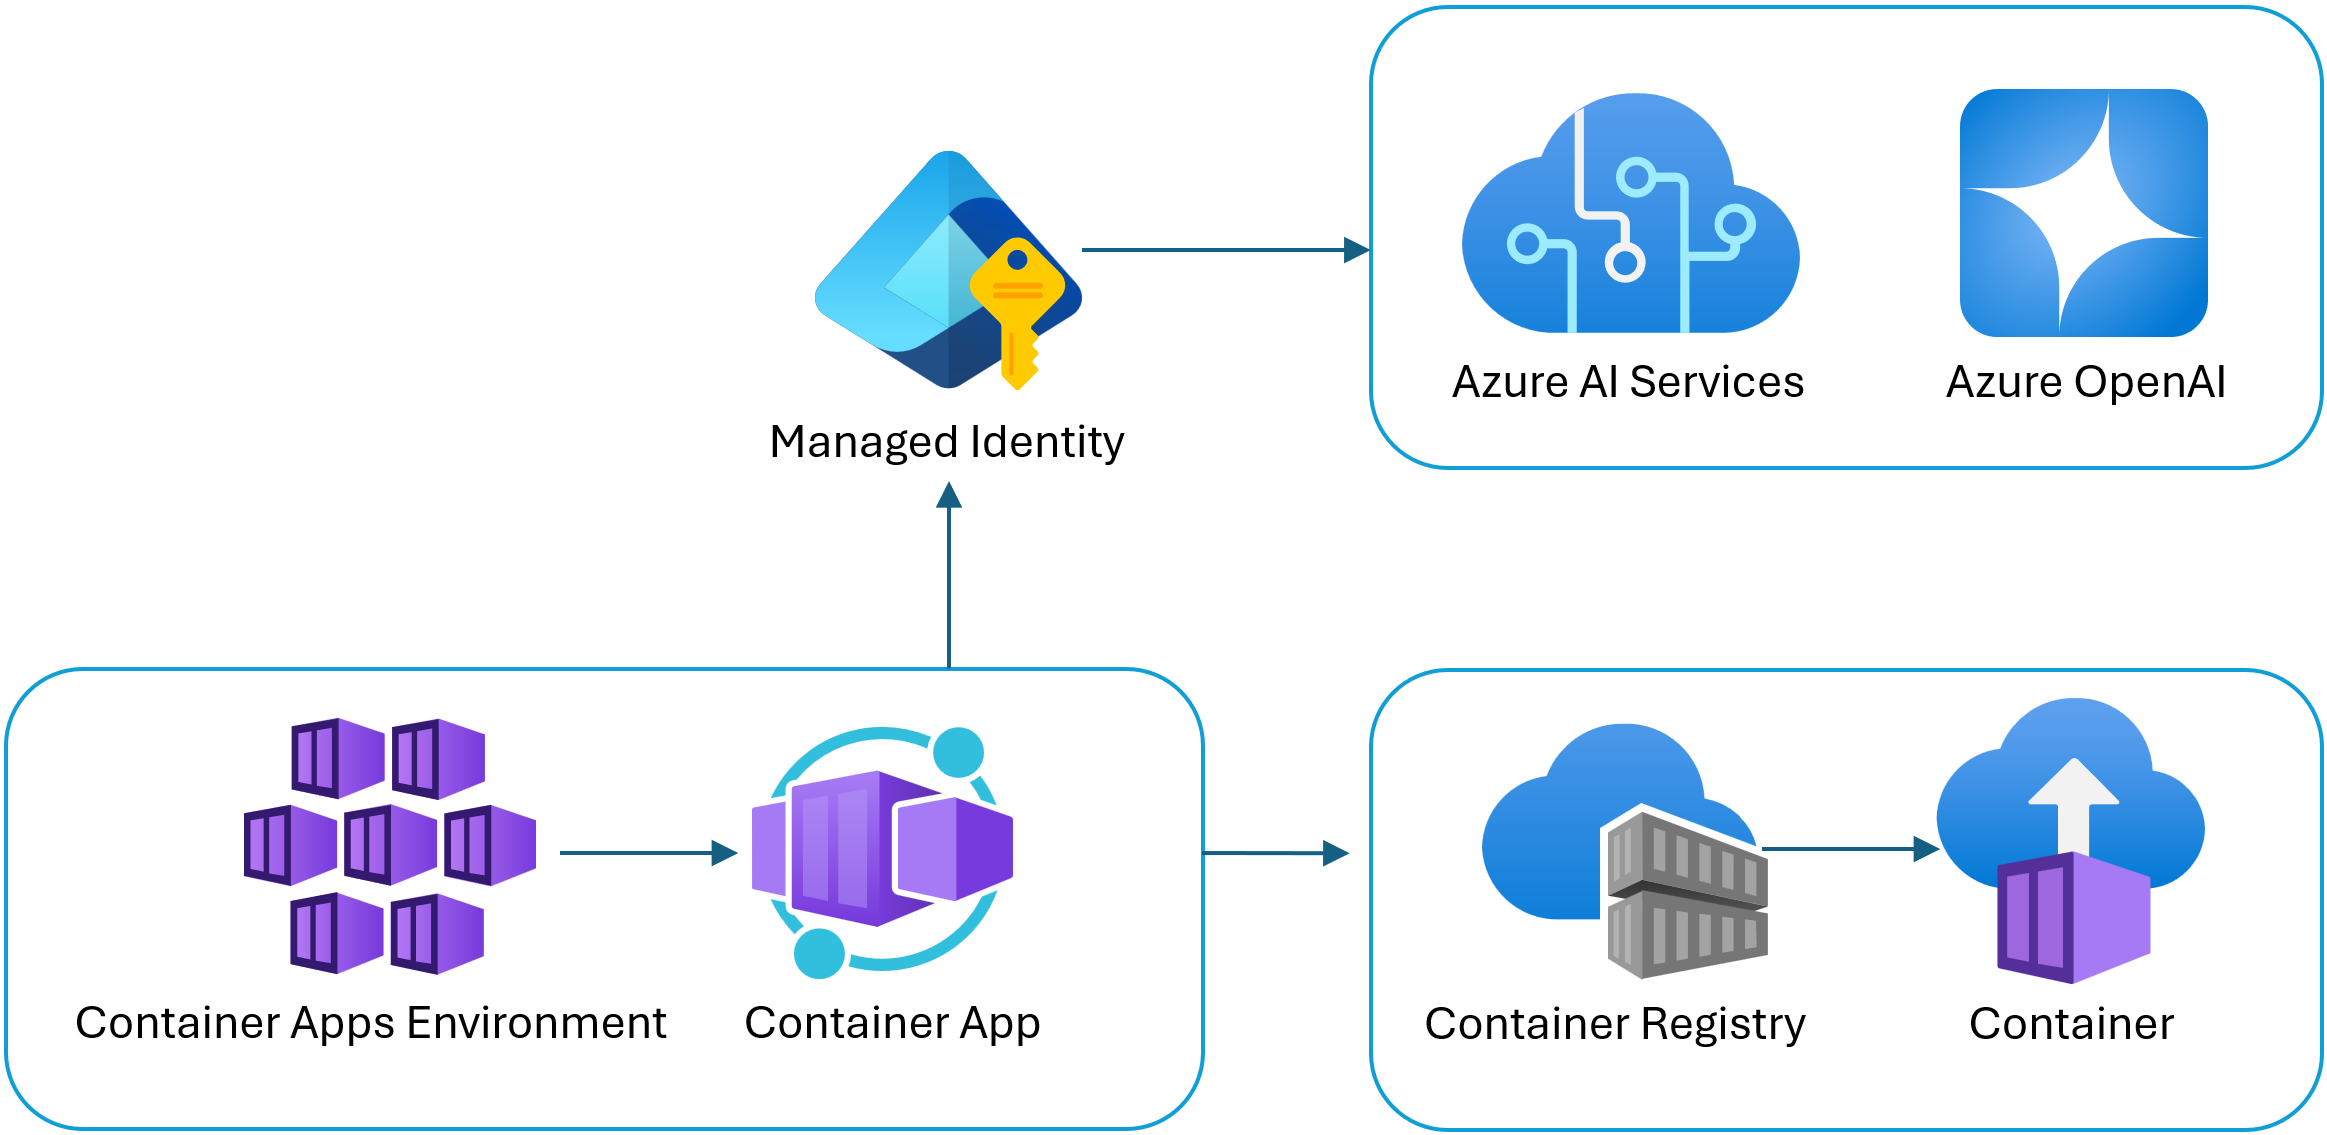 Azure AI Services
Azure OpenAI
Managed Identity
Container Apps Environment
Container App
Container Registry
Container